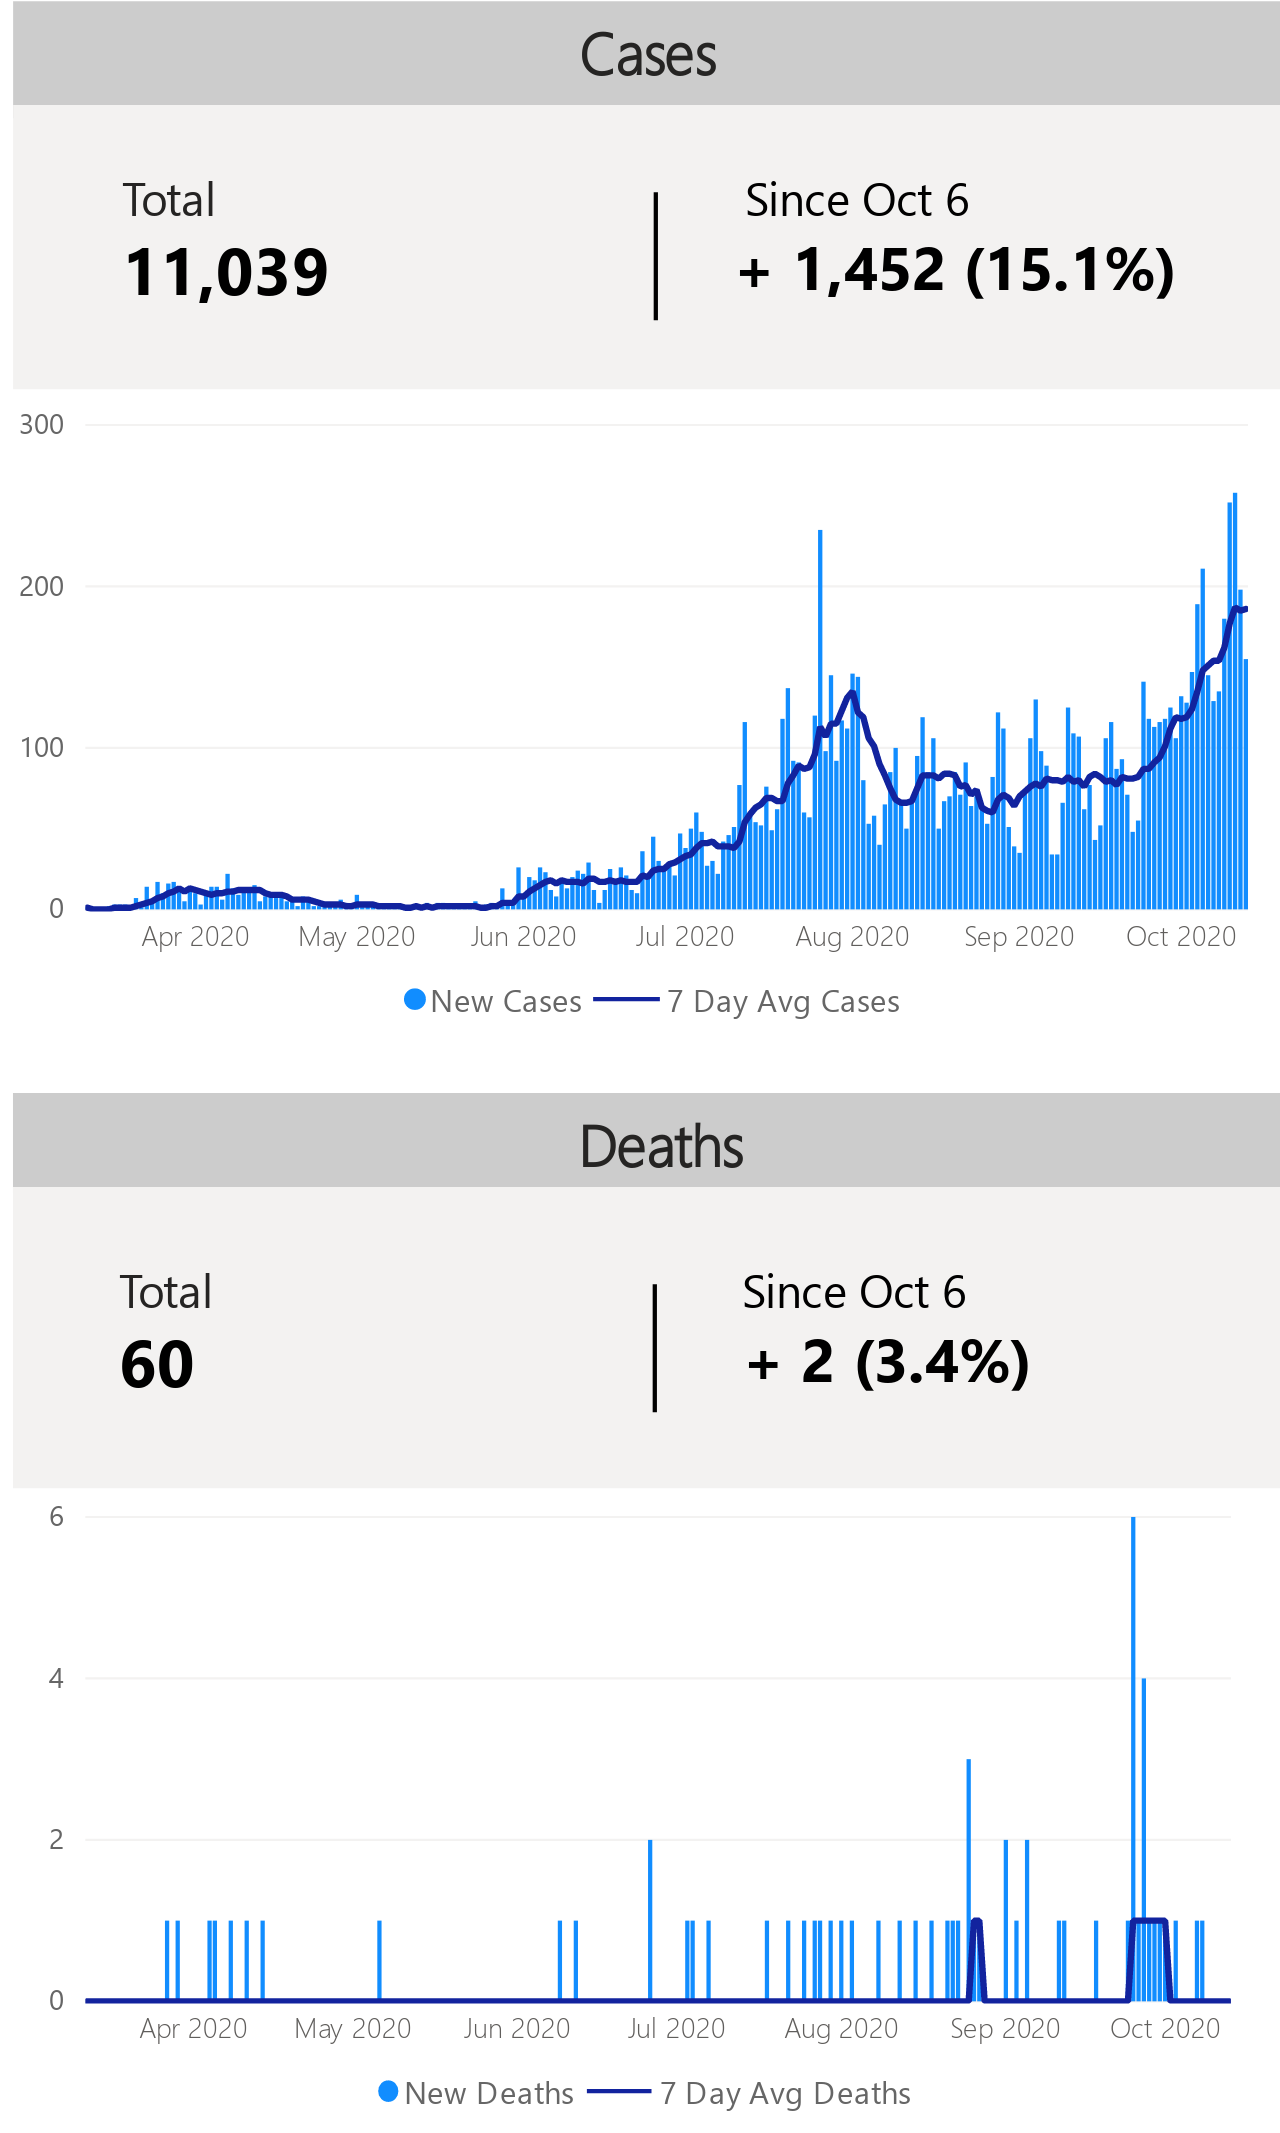 Cases
Total
Since Oct 6
11,039
+ 1,452 (15.1%)
300
200
100
0
Apr 2020
May 2020
Jun 2020
Jul 2020
Aug 2020
Sep 2020
Oct 2020
New Cases
7 Day Avg Cases
Deaths
Total
Since Oct 6
60
+ 2 (3.4%)
6
4
2
0
Apr 2020
May 2020
Jun 2020
Jul 2020
Aug 2020
Sep 2020
Oct 2020
New Deaths
7 Day Avg Deaths